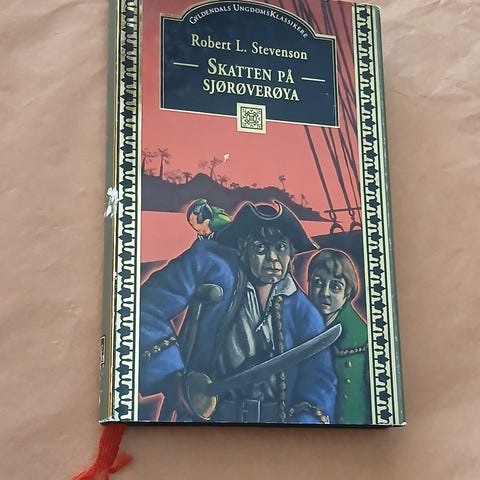 Gyldendals UngdomsKlassikere
Robert L. Stevenson
Skatten på
sjørøverøya